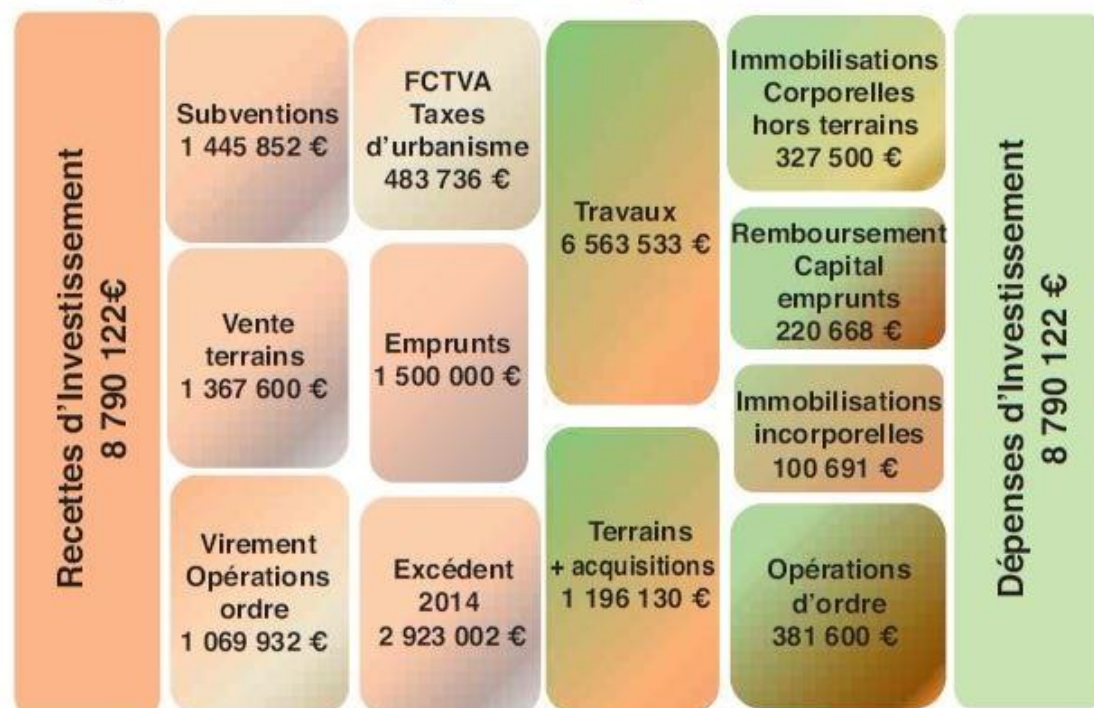 Recettes d'Investissement
8 790 122€
Subventions
1 445 852 €
Vente
terrains
1 367 600 €
Virement
Opérations
ordre
1 069 932 €
FCTVA
Taxes
d'urbanisme
483 736 €
Emprunts
1 500 000 €
Excédent
2014
2 923 002 €
Travaux
6 563 533 €
Terrains
+ acquisitions
1 196 130 €
Immobilisations
Corporelles
hors terrains
327 500 €
Remboursement
Capital
emprunts
220 668 €
Immobilisations
incorporelles
100 691 €
Opérations
d'ordre
381 600 €
Dépenses d'Investissement
8 790 122 €